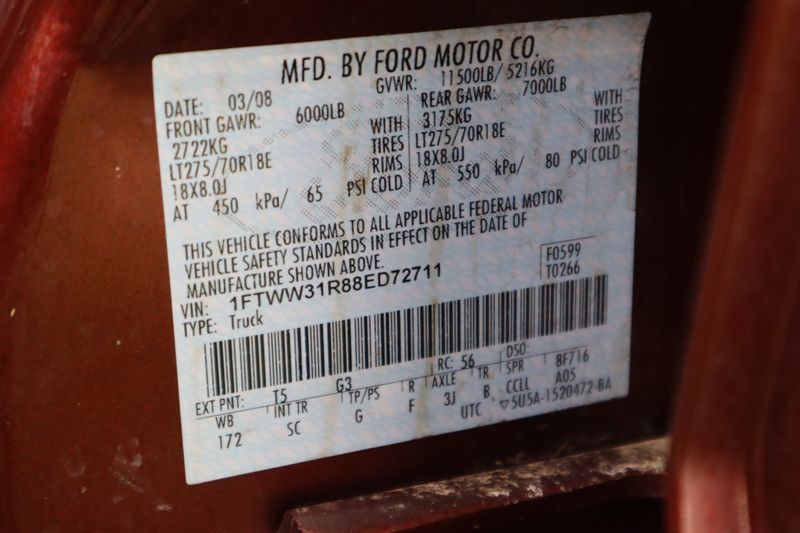 MFD. BY FORD MOTOR CO.
DATE: 03/08 GVWR: 11500LB/ 5216KG
FRONT GAWR: 6000LB REAR GAWR: 7000LB
2722KG WITH 3175KG WITH
LT275/70R18E TIRES LT275/70R18E TIRES
18X8.0J RIMS 18X8.0J RIMS
AT 450 kPa/ 65 PSI COLD AT 550 kPa/ 80 PSI COLD
THIS VEHICLE CONFORMS TO ALL APPLICABLE FEDERAL MOTOR
VEHICLE SAFETY STANDARDS IN EFFECT ON THE DATE OF
MANUFACTURE SHOWN ABOVE. F0599
VIN: 1FTWW31R88ED72711 T0266
TYPE: Truck
EXT PNT: T5 G3 RC: 56 DSO:
WB INT TR TP/PS R AXLE TR SPR 8F716
172 SC G F 3J B CCLL A05
UTC ▽5U5A-1520472-BA